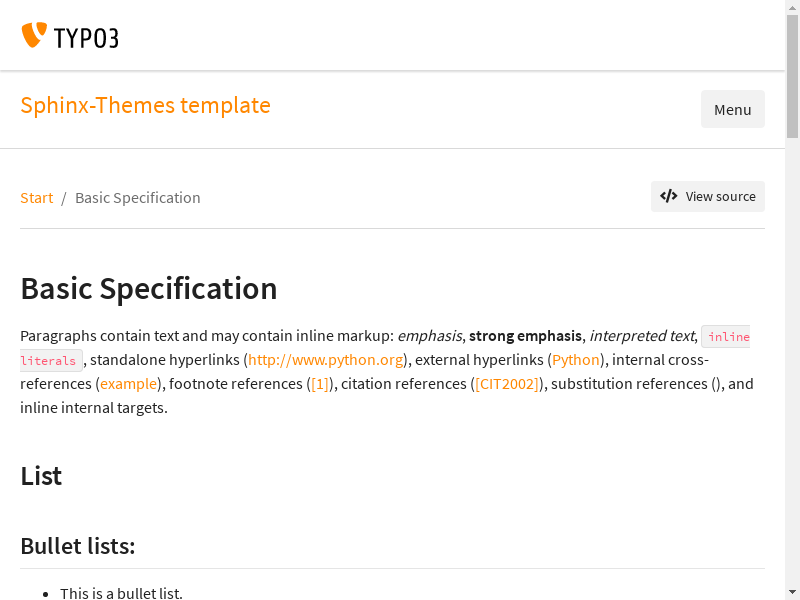 TYPO3
Sphinx-Themes template
Menu
Start / Basic Specification
View source
Basic Specification
Paragraphs contain text and may contain inline markup: emphasis, strong emphasis, interpreted text, inline
literals, standalone hyperlinks (http://www.python.org), external hyperlinks (Python), internal cross-
references (example), footnote references ([1]), citation references ([CIT2002]), substitution references (), and
inline internal targets.
List
Bullet lists:
• This is a bullet list.